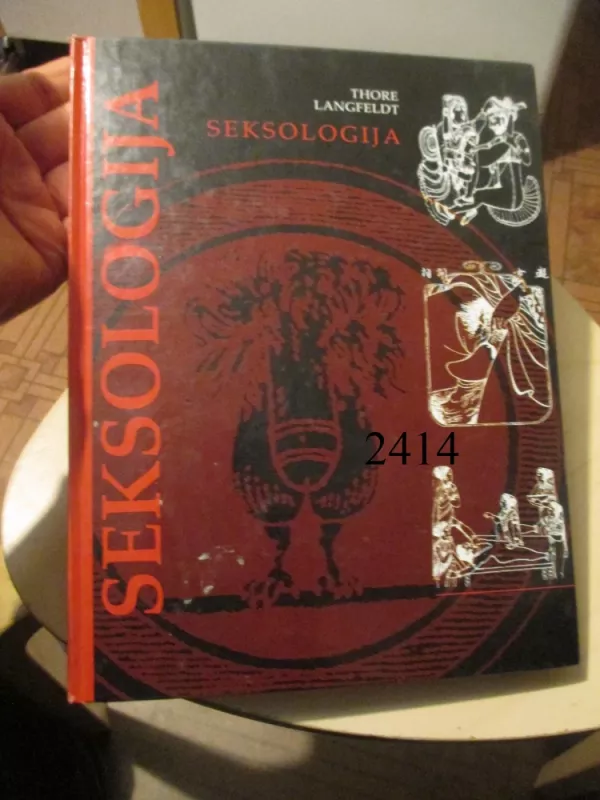 SEKSOLOGIJA
THORE
LANGFELDT
SEKSOLOGIJA
2414